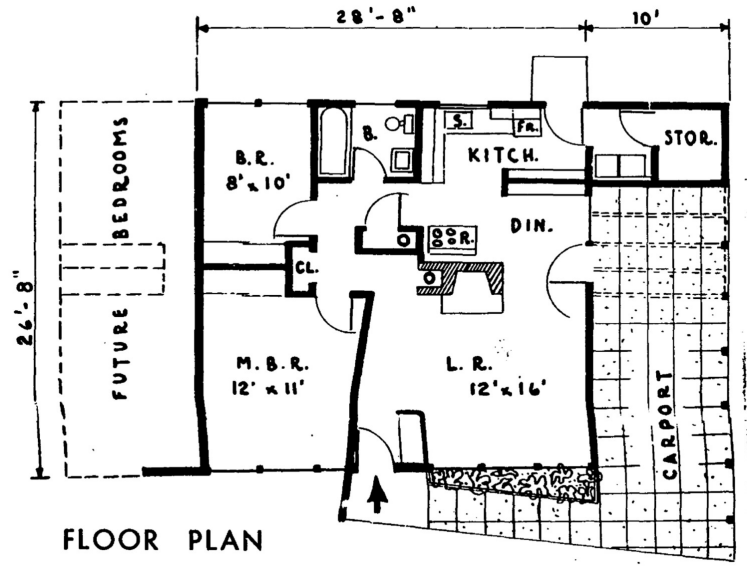 28'-8"
10'
BEDROOMS
B.R.
8' x 10'
B.
S.
FR.
KITCH.
STOR.
DIN.
R.
CL.
26'-8"
FUTURE
M.B.R.
12' x 11'
L.R.
12' x 16'
CARPORT
FLOOR PLAN